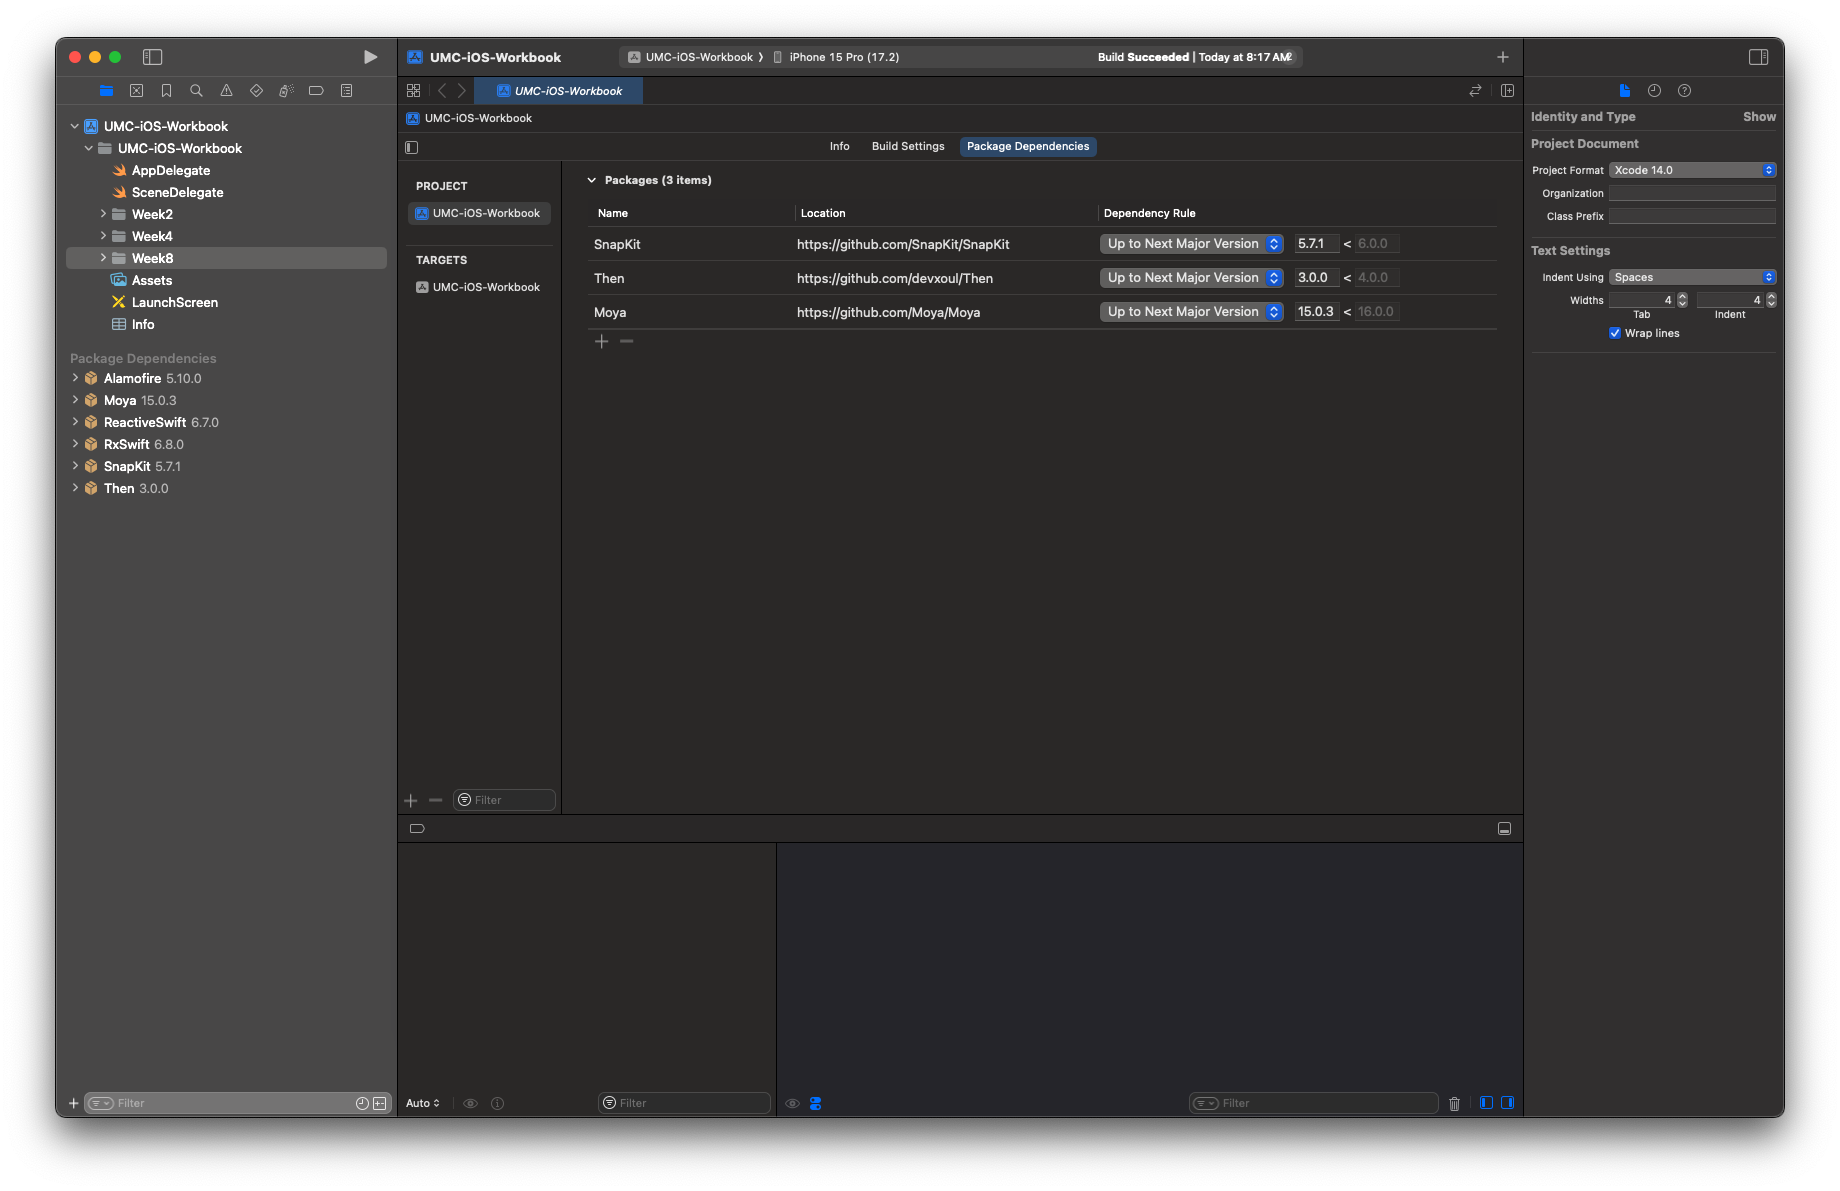 UMC-iOS-Workbook
UMC-iOS-Workbook
AppDelegate
SceneDelegate
Week2
Week4
Week8
Assets
LaunchScreen
Info
Package Dependencies
Alamofire 5.10.0
Moya 15.0.3
ReactiveSwift 6.7.0
RxSwift 6.8.0
SnapKit 5.7.1
Then 3.0.0
Filter
UMC-iOS-Workbook
UMC-iOS-Workbook
iPhone 15 Pro (17.2)
Build Succeeded | Today at 8:17 AM
UMC-iOS-Workbook
UMC-iOS-Workbook
Info
Build Settings
Package Dependencies
PROJECT
UMC-iOS-Workbook
TARGETS
UMC-iOS-Workbook
Filter
Packages (3 items)
Name Location Dependency Rule
SnapKit https://github.com/SnapKit/SnapKit Up to Next Major Version 5.7.1 < 6.0.0
Then https://github.com/devxoul/Then Up to Next Major Version 3.0.0 < 4.0.0
Moya https://github.com/Moya/Moya Up to Next Major Version 15.0.3 < 16.0.0
Auto
Filter
Filter
Identity and Type Show
Project Document
Project Format Xcode 14.0
Organization
Class Prefix
Text Settings
Indent Using Spaces
Widths 4 4
Tab Indent
Wrap lines